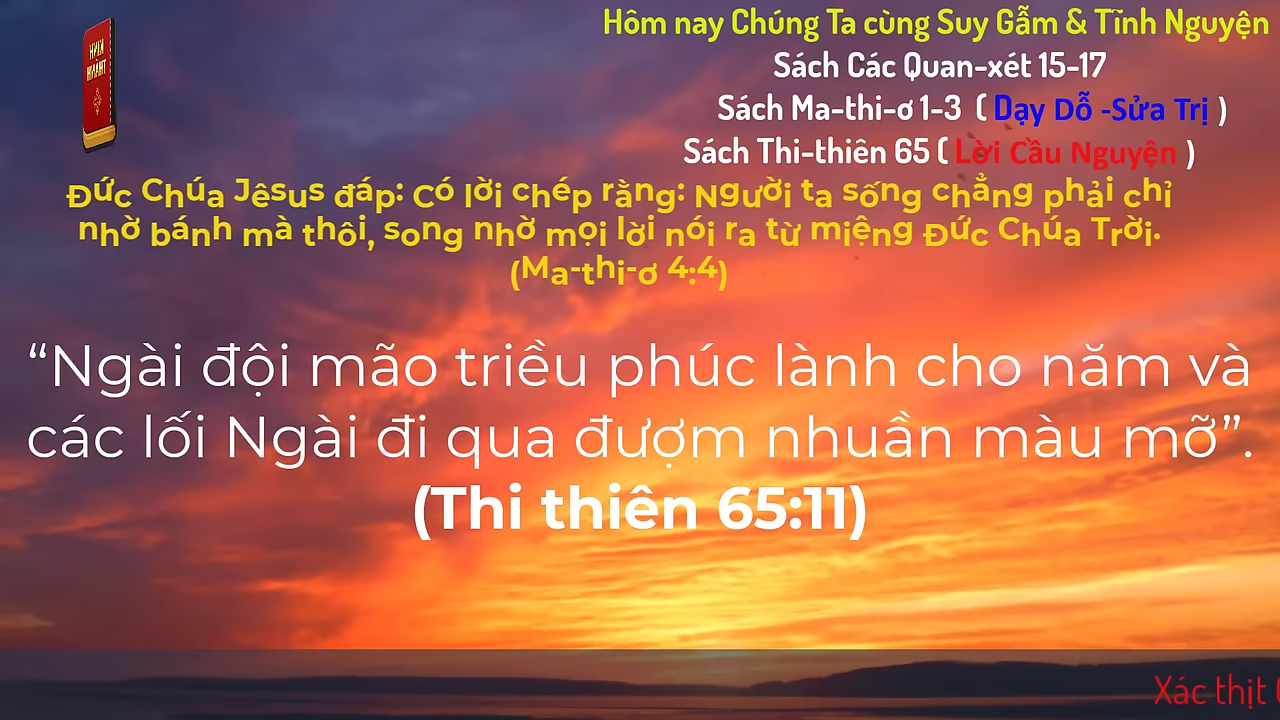 Hôm nay Chúng Ta cùng Suy Gẫm & Tĩnh Nguyện
Sách Các Quan-xét 15-17
Sách Ma-thi-ơ 1-3 ( Dạy Dỗ -Sửa Trị )
Sách Thi-thiên 65 ( Lời Cầu Nguyện )
Đức Chúa Jêsus đáp: Có lời chép rằng: Người ta sống chẳng phải chỉ
nhờ bánh mà thôi, song nhờ mọi lời nói ra từ miệng Đức Chúa Trời.
(Ma-thi-ơ 4:4)
“Ngài đội mão triều phúc lành cho năm và
các lối Ngài đi qua đượm nhuần màu mỡ”.
(Thi thiên 65:11)
Xác thịt